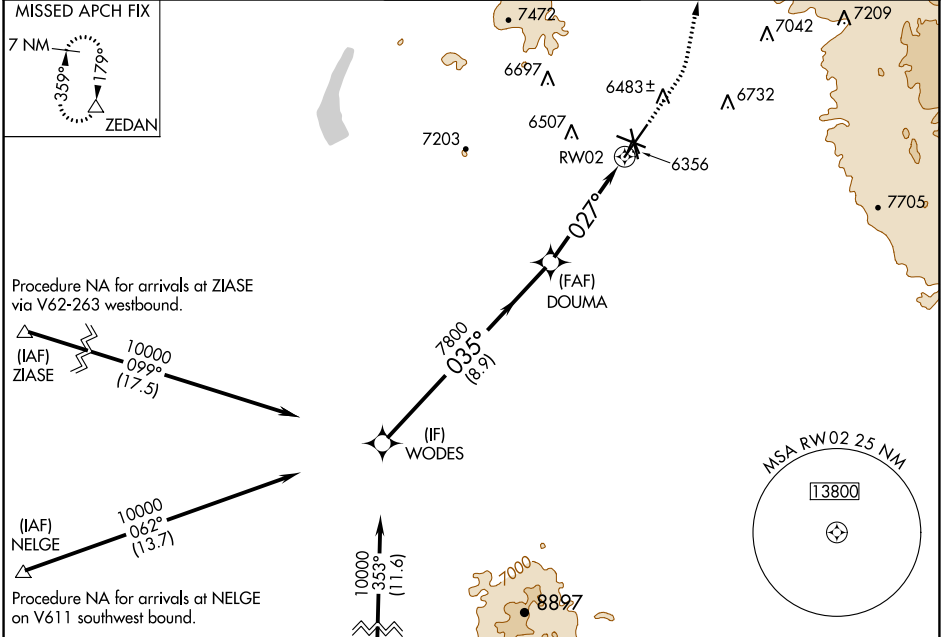 MISSED APCH FIX
7 NM
359°
179°
ZEDAN
7472
7042
7209
6697
6483±
6732
6507
7203
RW02
6356
7705
027°
(FAF)
DOUMA
Procedure NA for arrivals at ZIASE
via V62-263 westbound.
(IAF)
ZIASE
10000
099°
(17.5)
7800
035°
(8.9)
(IF)
WODES
MSA RW02 25 NM
13800
(IAF)
NELGE
10000
062°
(13.7)
10000
353°
(11.6)
7000
8897
Procedure NA for arrivals at NELGE
on V611 southwest bound.